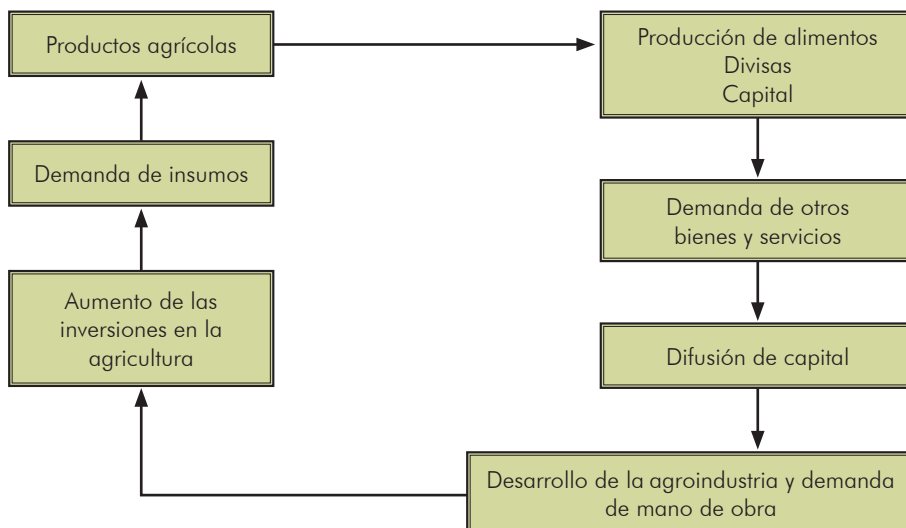 Productos agrícolas
Producción de alimentos
Divisas
Capital
Demanda de insumos
Demanda de otros
bienes y servicios
Aumento de las
inversiones en la
agricultura
Difusión de capital
Desarrollo de la agroindustria y demanda
de mano de obra